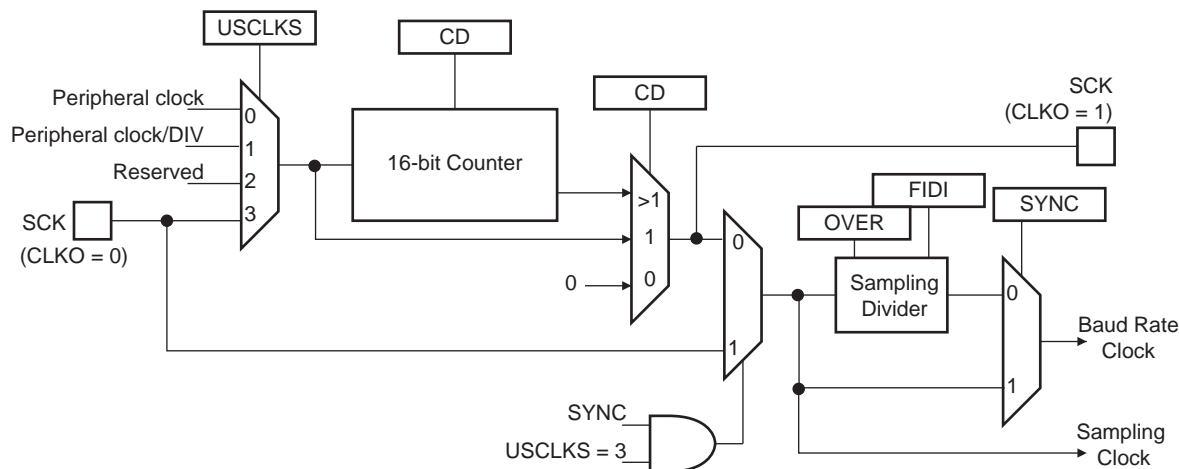 USCLKS
CD
CD
SCK
(CLKO = 1)
Peripheral clock
0
Peripheral clock/DIV
1
16-bit Counter
Reserved
2
3
SCK
(CLKO = 0)
>1
1
0
0
FIDI
OVER
SYNC
0
Sampling
Divider
0
Baud Rate
Clock
1
1
SYNC
USCLKS = 3
Sampling
Clock